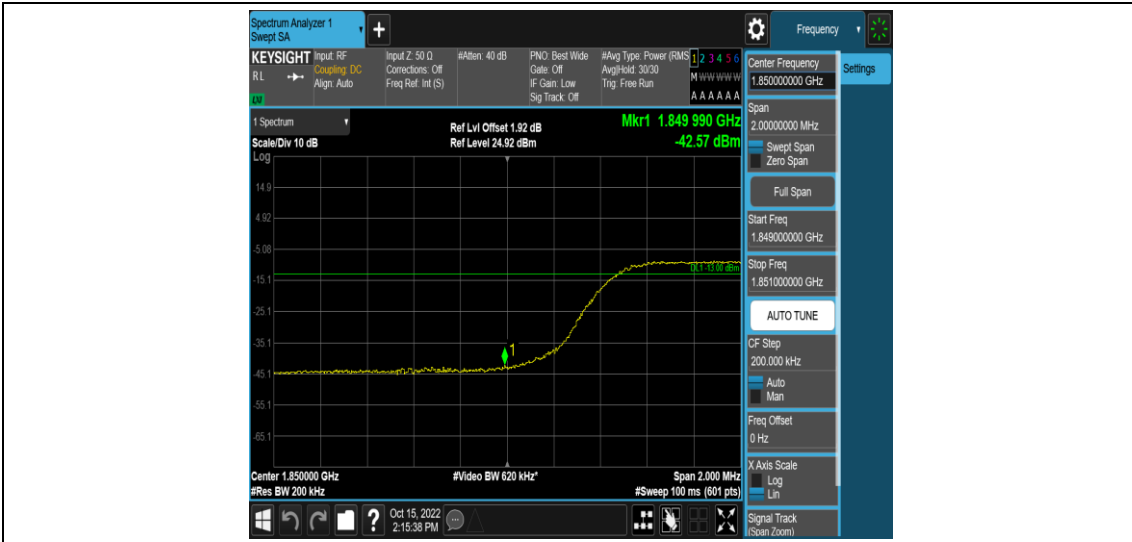 Spectrum Analyzer 1
Swept SA
+
Frequency
KEYSIGHT
Input: RF
Input Z: 50 Ω
#Atten: 40 dB
PNO: Best Wide
#Avg Type: Power (RMS
1 2 3 4 5 6
R L
Coupling: DC
Corrections: Off
Gate: Off
Avg|Hold: 30/30
M W W W W W
Align: Auto
Freq Ref: Int (S)
IF Gain: Low
Trig: Free Run
Sig Track: Off
A A A A A A
LXI
Center Frequency
1.850000000 GHz
Settings
Span
2.00000000 MHz
Swept Span
Zero Span
Full Span
Start Freq
1.849000000 GHz
Stop Freq
1.851000000 GHz
AUTO TUNE
CF Step
200.000 kHz
Auto
Man
Freq Offset
0 Hz
X Axis Scale
Log
Lin
Signal Track
(Span Zoom)
1 Spectrum
Scale/Div 10 dB
Ref Lvl Offset 1.92 dB
Ref Level 24.92 dBm
Mkr1 1.849 990 GHz
-42.57 dBm
Log
14.9
4.92
-5.08
DL1 -13.00 dBm
-15.1
-25.1
-35.1
1
-45.1
-55.1
-65.1
Center 1.850000 GHz
#Video BW 620 kHz*
Span 2.000 MHz
#Res BW 200 kHz
#Sweep 100 ms (601 pts)
?
Oct 15, 2022
2:15:38 PM